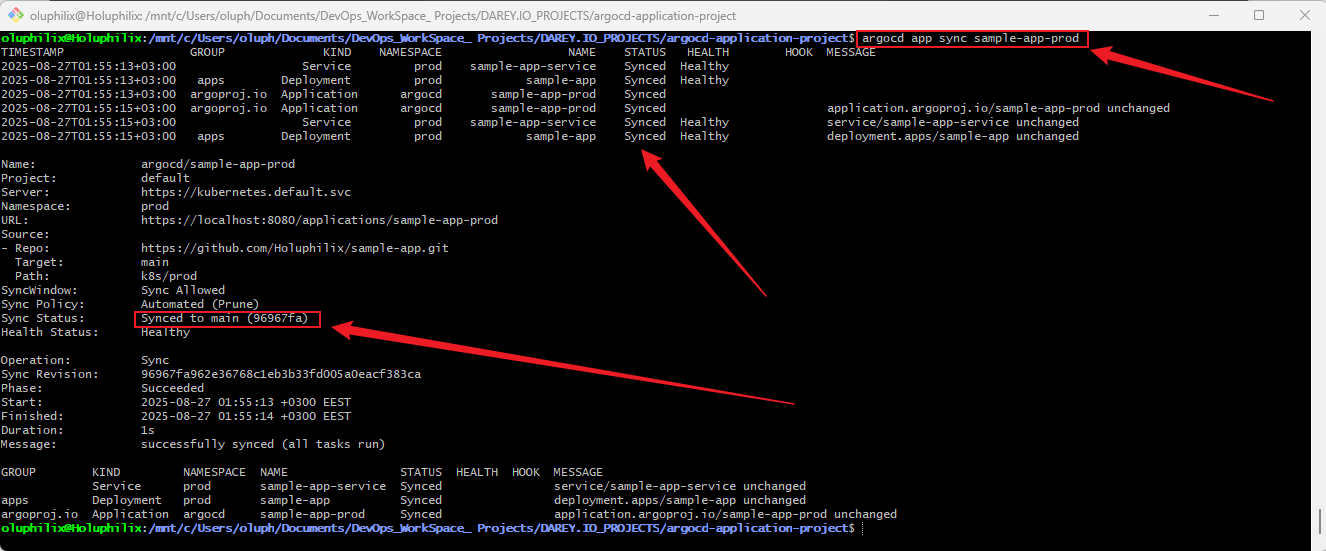 oluphilix@Holuphilix: /mnt/c/Users/oluph/Documents/DevOps_WorkSpace_ Projects/DAREY.IO_PROJECTS/argocd-application-project
oluphilix@Holuphilix:/mnt/c/Users/oluph/Documents/DevOps_WorkSpace_ Projects/DAREY.IO_PROJECTS/argocd-application-project$ argocd app sync sample-app-prod
TIMESTAMP GROUP KIND NAMESPACE NAME STATUS HEALTH HOOK MESSAGE
2025-08-27T01:55:13+03:00 Service prod sample-app-service Synced Healthy
2025-08-27T01:55:13+03:00 apps Deployment prod sample-app Synced Healthy
2025-08-27T01:55:13+03:00 argoproj.io Application argocd sample-app-prod Synced
2025-08-27T01:55:15+03:00 argoproj.io Application argocd sample-app-prod Synced application.argoproj.io/sample-app-prod unchanged
2025-08-27T01:55:15+03:00 Service prod sample-app-service Synced Healthy service/sample-app-service unchanged
2025-08-27T01:55:15+03:00 apps Deployment prod sample-app Synced Healthy deployment.apps/sample-app unchanged
Name: argocd/sample-app-prod
Project: default
Server: https://kubernetes.default.svc
Namespace: prod
URL: https://localhost:8080/applications/sample-app-prod
Source:
- Repo: https://github.com/Holuphilix/sample-app.git
Target: main
Path: k8s/prod
SyncWindow: Sync Allowed
Sync Policy: Automated (Prune)
Sync Status: Synced to main (96967fa)
Health Status: Healthy
Operation: Sync
Sync Revision: 96967fa962e36768c1eb3b33fd005a0eacf383ca
Phase: Succeeded
Start: 2025-08-27 01:55:13 +0300 EEST
Finished: 2025-08-27 01:55:14 +0300 EEST
Duration: 1s
Message: successfully synced (all tasks run)
GROUP KIND NAMESPACE NAME STATUS HEALTH HOOK MESSAGE
Service prod sample-app-service Synced service/sample-app-service unchanged
apps Deployment prod sample-app Synced deployment.apps/sample-app unchanged
argoproj.io Application argocd sample-app-prod Synced application.argoproj.io/sample-app-prod unchanged
oluphilix@Holuphilix:/mnt/c/Users/oluph/Documents/DevOps_WorkSpace_ Projects/DAREY.IO_PROJECTS/argocd-application-project$